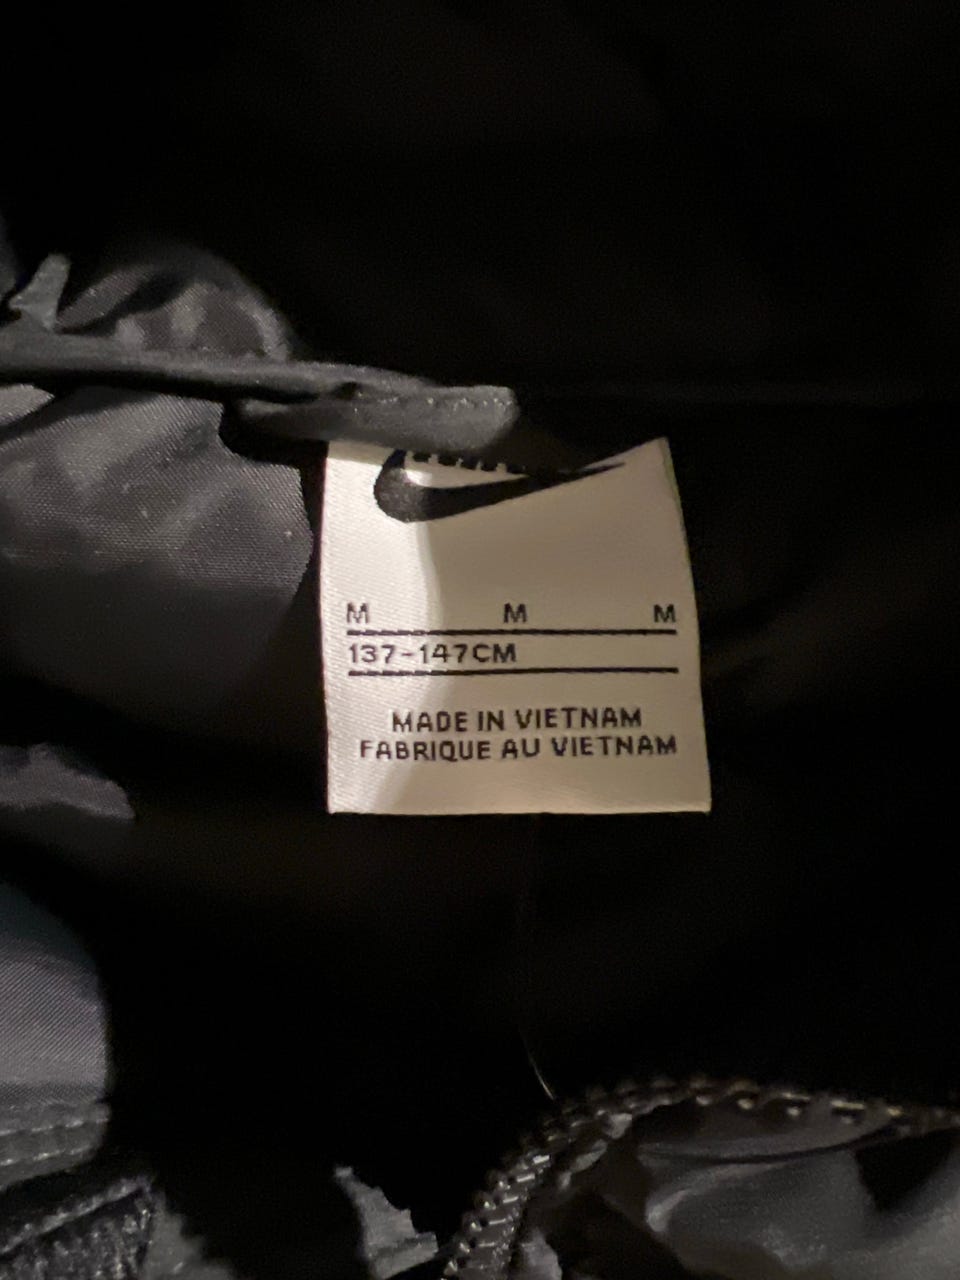 M M M
137-147CM
MADE IN VIETNAM
FABRIQUE AU VIETNAM